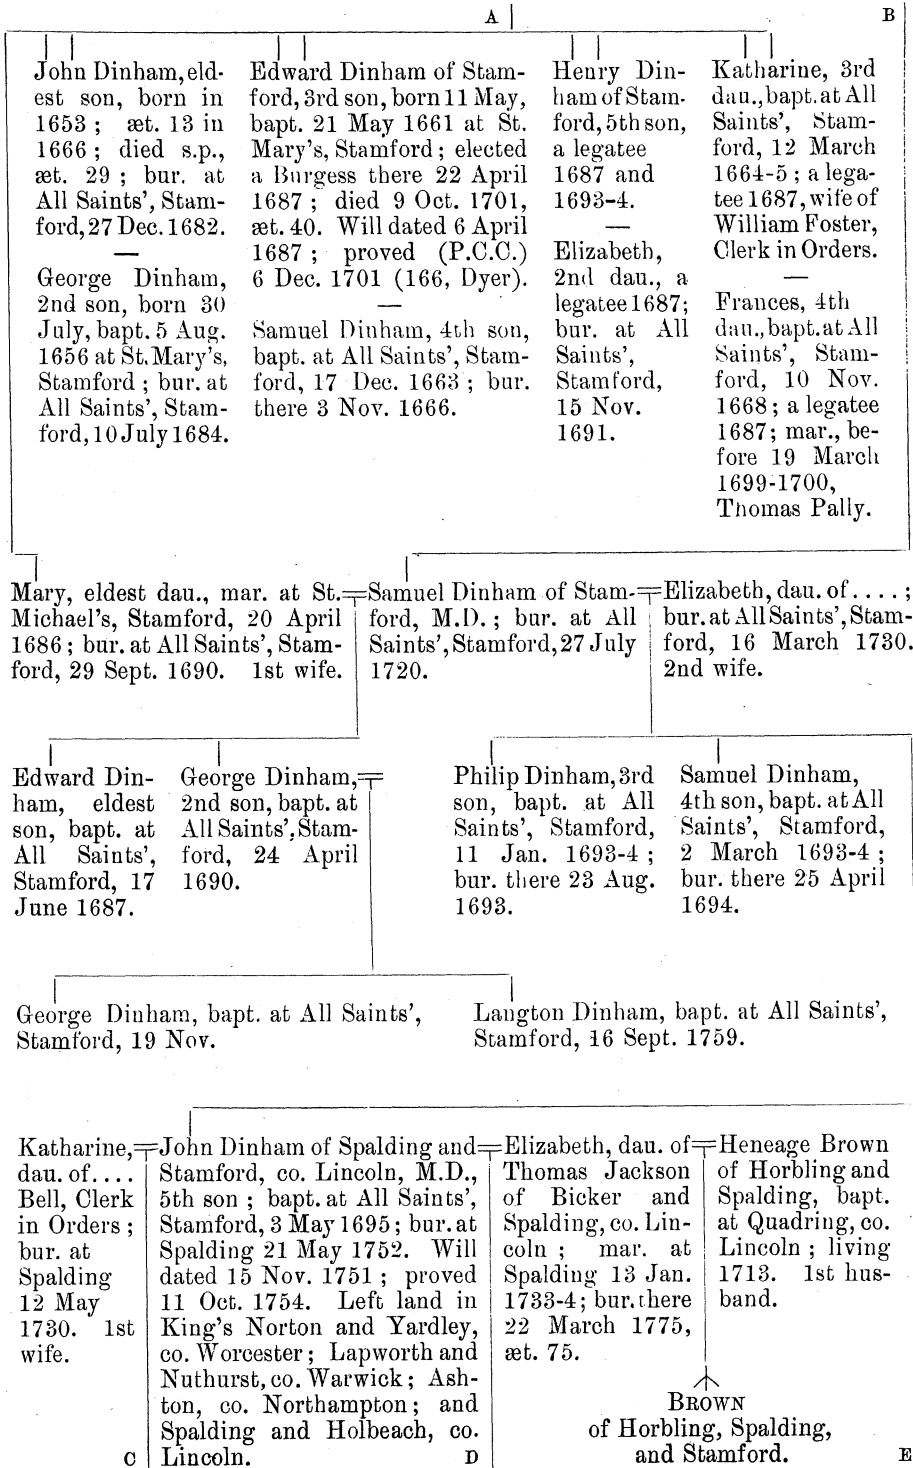 A B
John Dinham, eld-
est son, born in
1653 ; æt. 13 in
1666 ; died s.p.,
æt. 29 ; bur. at
All Saints', Stam-
ford, 27 Dec. 1682.
—
George Dinham,
2nd son, born 30
July, bapt. 5 Aug.
1656 at St. Mary's,
Stamford ; bur. at
All Saints', Stam-
ford, 10 July 1684.
Edward Dinham of Stam-
ford, 3rd son, born 11 May,
bapt. 21 May 1661 at St.
Mary's, Stamford ; elected
a Burgess there 22 April
1687 ; died 9 Oct. 1701,
æt. 40. Will dated 6 April
1687 ; proved (P.C.C.)
6 Dec. 1701 (166, Dyer).
—
Samuel Dinham, 4th son,
bapt. at All Saints', Stam-
ford, 17 Dec. 1663 ; bur.
there 3 Nov. 1666.
Henry Din-
ham of Stam-
ford, 5th son,
a legatee
1687 and
1693-4.
—
Elizabeth,
2nd dau., a
legatee 1687;
bur. at All
Saints',
Stamford,
15 Nov.
1691.
Katharine, 3rd
dau., bapt. at All
Saints', Stam-
ford, 12 March
1664-5 ; a lega-
tee 1687, wife of
William Foster,
Clerk in Orders.
—
Frances, 4th
dau., bapt. at All
Saints', Stam-
ford, 10 Nov.
1668 ; a legatee
1687; mar., be-
fore 19 March
1699-1700,
Thomas Pally.
Mary, eldest dau., mar. at St.
Michael's, Stamford, 20 April
1686 ; bur. at All Saints', Stam-
ford, 29 Sept. 1690. 1st wife.
Samuel Dinham of Stam-
ford, M.D. ; bur. at All
Saints', Stamford, 27 July
1720.
Elizabeth, dau. of . . . . ;
bur. at All Saints', Stam-
ford, 16 March 1730.
2nd wife.
Edward Din-
ham, eldest
son, bapt. at
All Saints',
Stamford, 17
June 1687.
George Dinham,
2nd son, bapt. at
All Saints', Stam-
ford, 24 April
1690.
Philip Dinham, 3rd
son, bapt. at All
Saints', Stamford,
11 Jan. 1693-4 ;
bur. there 23 Aug.
1693.
Samuel Dinham,
4th son, bapt. at All
Saints', Stamford,
2 March 1693-4 ;
bur. there 25 April
1694.
George Dinham, bapt. at All Saints',
Stamford, 19 Nov.
Langton Dinham, bapt. at All Saints',
Stamford, 16 Sept. 1759.
Katharine,
dau. of . . . .
Bell, Clerk
in Orders ;
bur. at
Spalding
12 May
1730. 1st
wife.
John Dinham of Spalding and
Stamford, co. Lincoln, M.D.,
5th son ; bapt. at All Saints',
Stamford, 3 May 1695; bur. at
Spalding 21 May 1752. Will
dated 15 Nov. 1751 ; proved
11 Oct. 1754. Left land in
King's Norton and Yardley,
co. Worcester ; Lapworth and
Nuthurst, co. Warwick ; Ash-
ton, co. Northampton ; and
Spalding and Holbeach, co.
Lincoln.
Elizabeth, dau. of
Thomas Jackson
of Bicker and
Spalding, co. Lin-
coln ; mar. at
Spalding 13 Jan.
1733-4; bur. there
22 March 1775,
æt. 75.
Heneage Brown
of Horbling and
Spalding, bapt.
at Quadring, co.
Lincoln ; living
1713. 1st hus-
band.
BROWN
of Horbling, Spalding,
and Stamford.
C D E